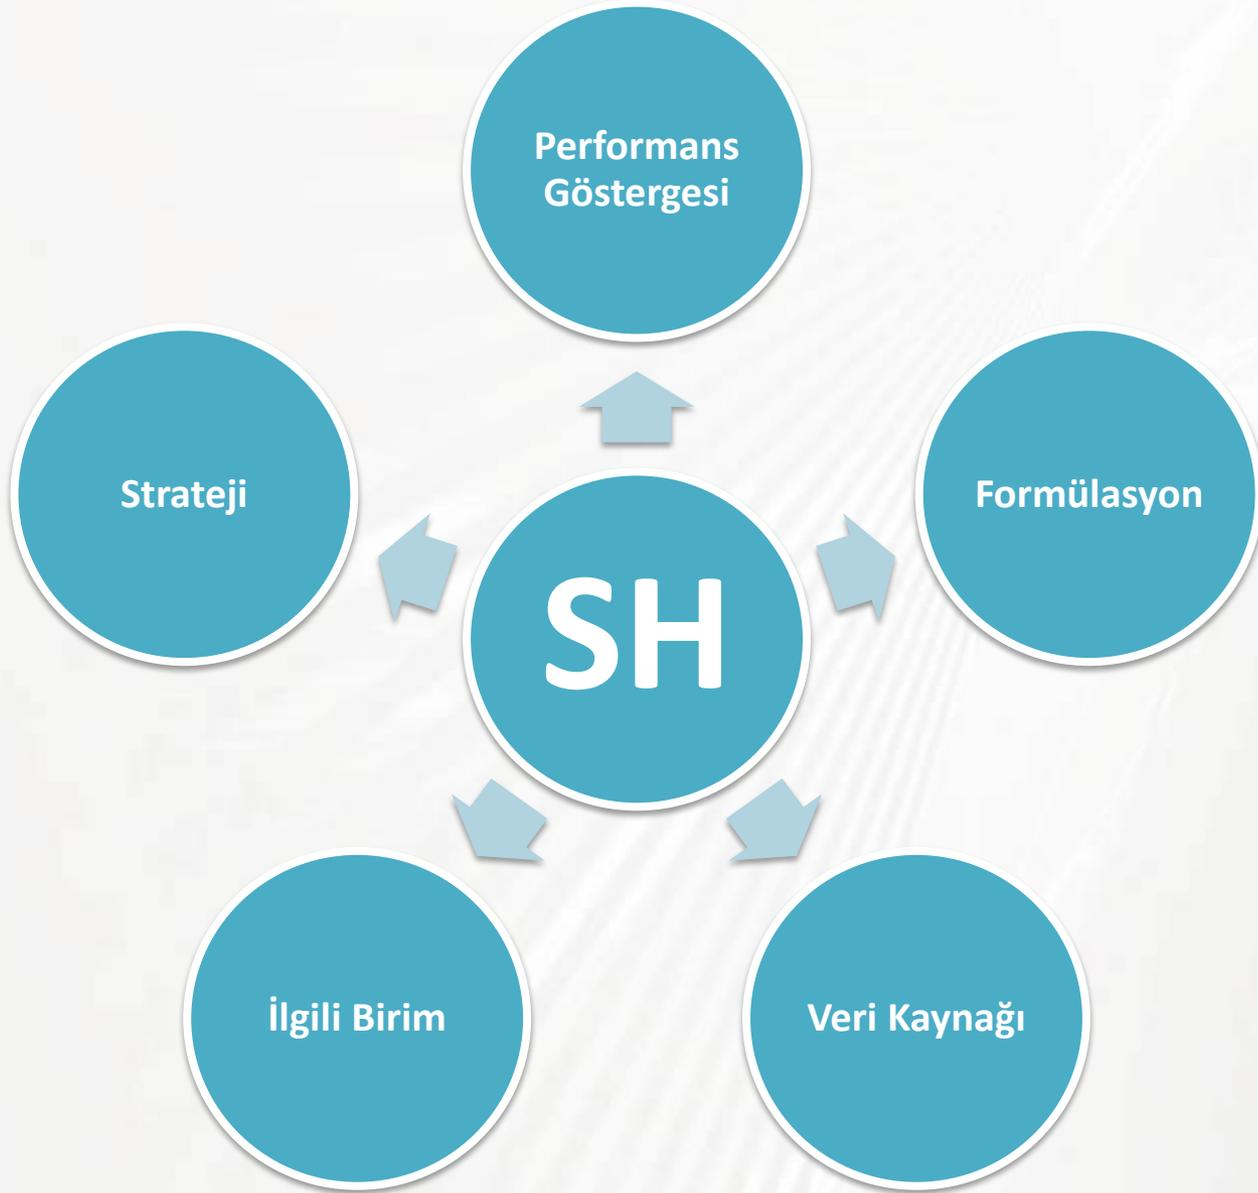 Performans
Göstergesi
Strateji
Formülasyon
SH
İlgili Birim
Veri Kaynağı